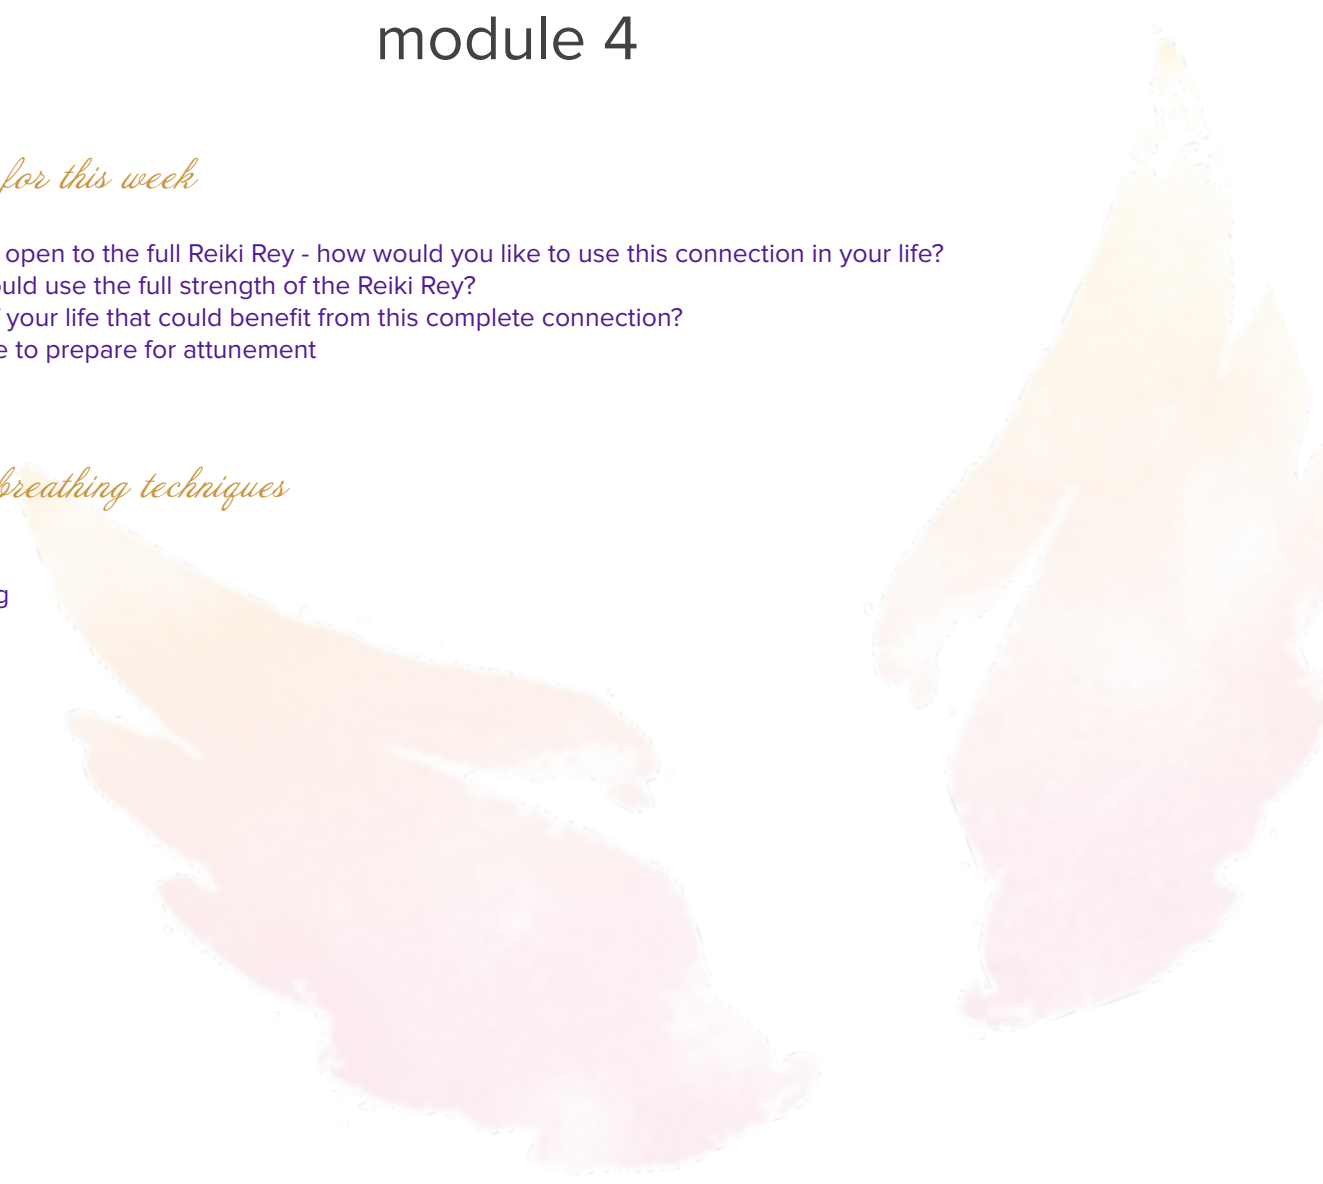 module 4
for this week
open to the full Reiki Rey - how would you like to use this connection in your life?
use the full strength of the Reiki Rey?
your life that could benefit from this complete connection?
to prepare for attunement
breathing techniques